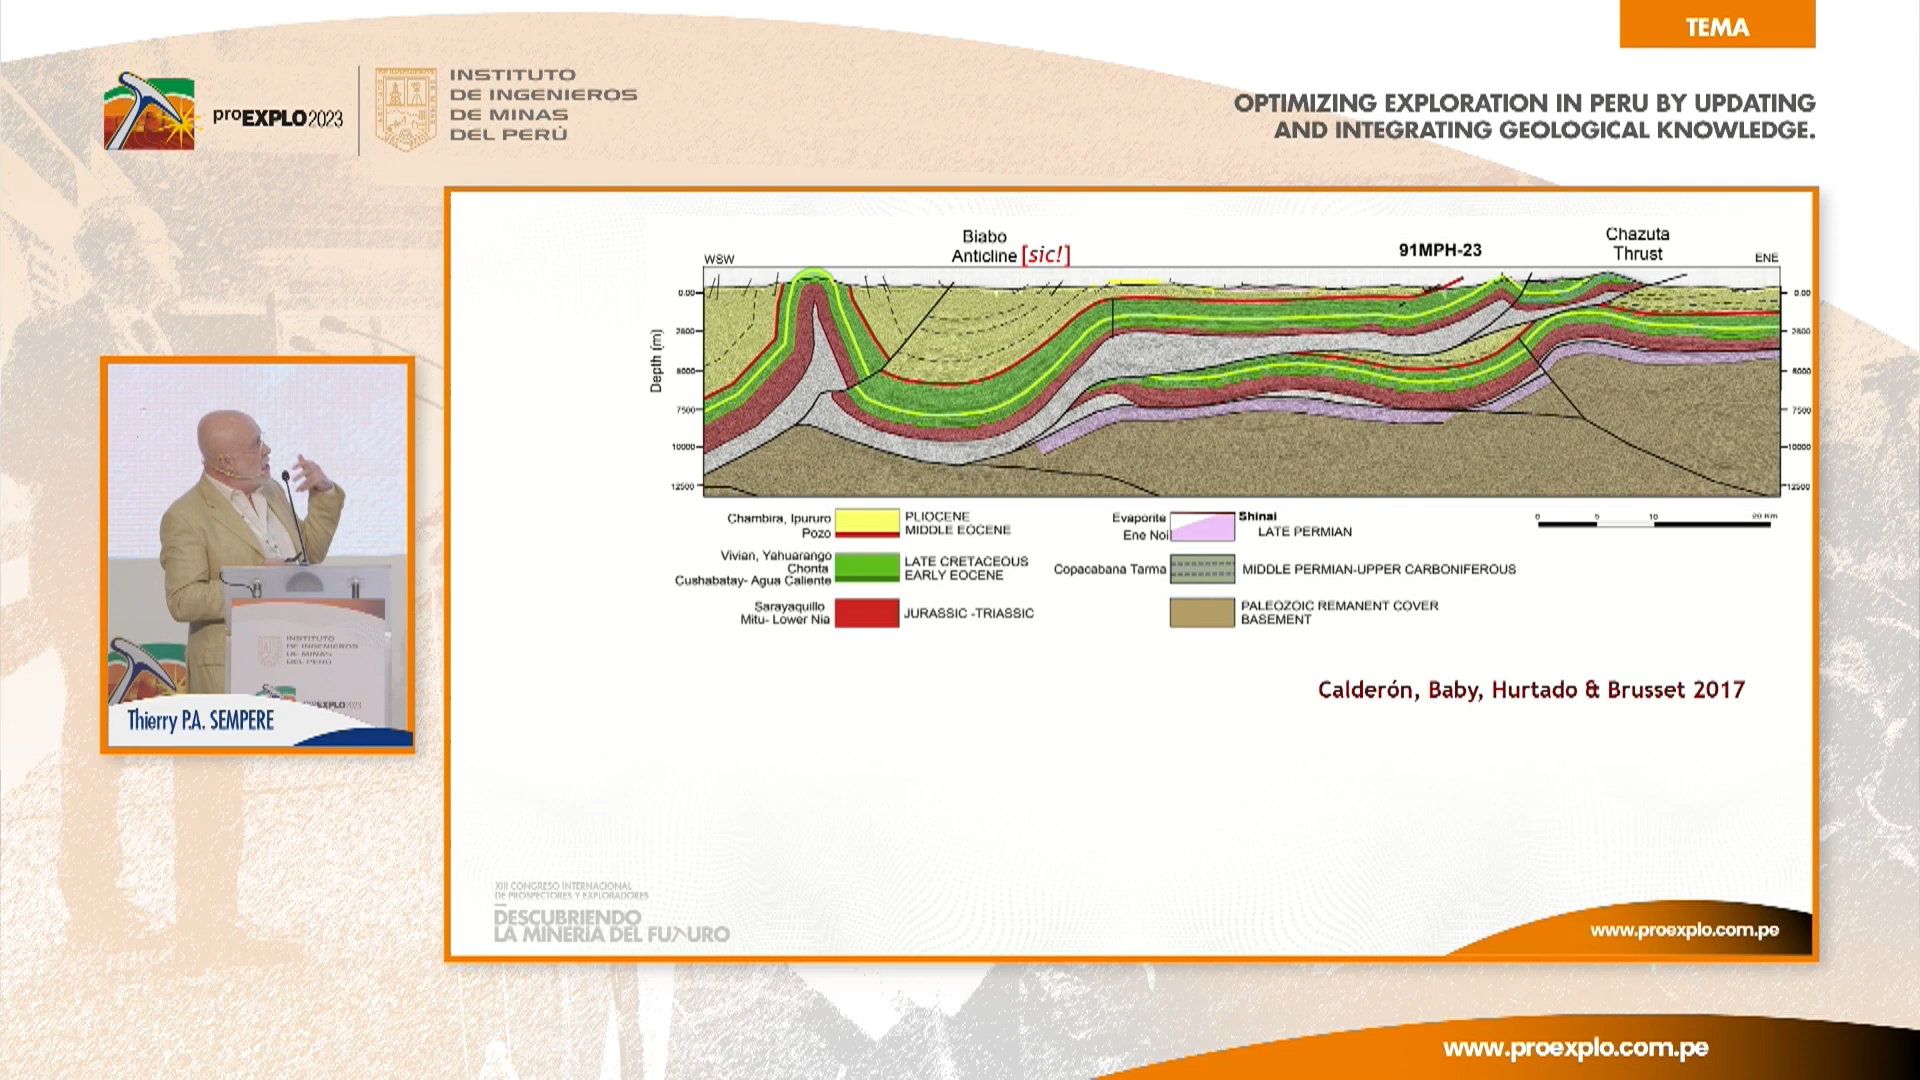 TEMA
proEXPLO2023
INSTITUTO
DE INGENIEROS
DE MINAS
DEL PERÚ
OPTIMIZING EXPLORATION IN PERU BY UPDATING
AND INTEGRATING GEOLOGICAL KNOWLEDGE.
Biabo
Anticline [sic!]
91MPH-23
Chazuta
Thrust
WSW
ENE
Depth (m)
0.00
7500
10000
12500
0.00
2500
7500
10000
12500
Chambira, Ipururo
Pozo
PLIOCENE
MIDDLE EOCENE
Vivian, Yahuarango
Chonta
Cushabatay- Agua Caliente
LATE CRETACEOUS
EARLY EOCENE
Sarayaquillo
Mitu- Lower Nia
JURASSIC -TRIASSIC
Evaporite
Ene Noi
Shinai
LATE PERMIAN
Copacabana Tarma
MIDDLE PERMIAN-UPPER CARBONIFEROUS
PALEOZOIC REMANENT COVER
BASEMENT
0 5 10 20 Km
Calderón, Baby, Hurtado & Brusset 2017
INSTITUTO
DE INGENIEROS
DE MINAS
DEL PERÚ
Thierry P.A. SEMPERE
XIII CONGRESO INTERNACIONAL
DE PROSPECTORES Y EXPLORADORES
DESCUBRIENDO
LA MINERÍA DEL FUTURO
www.proexplo.com.pe
www.proexplo.com.pe